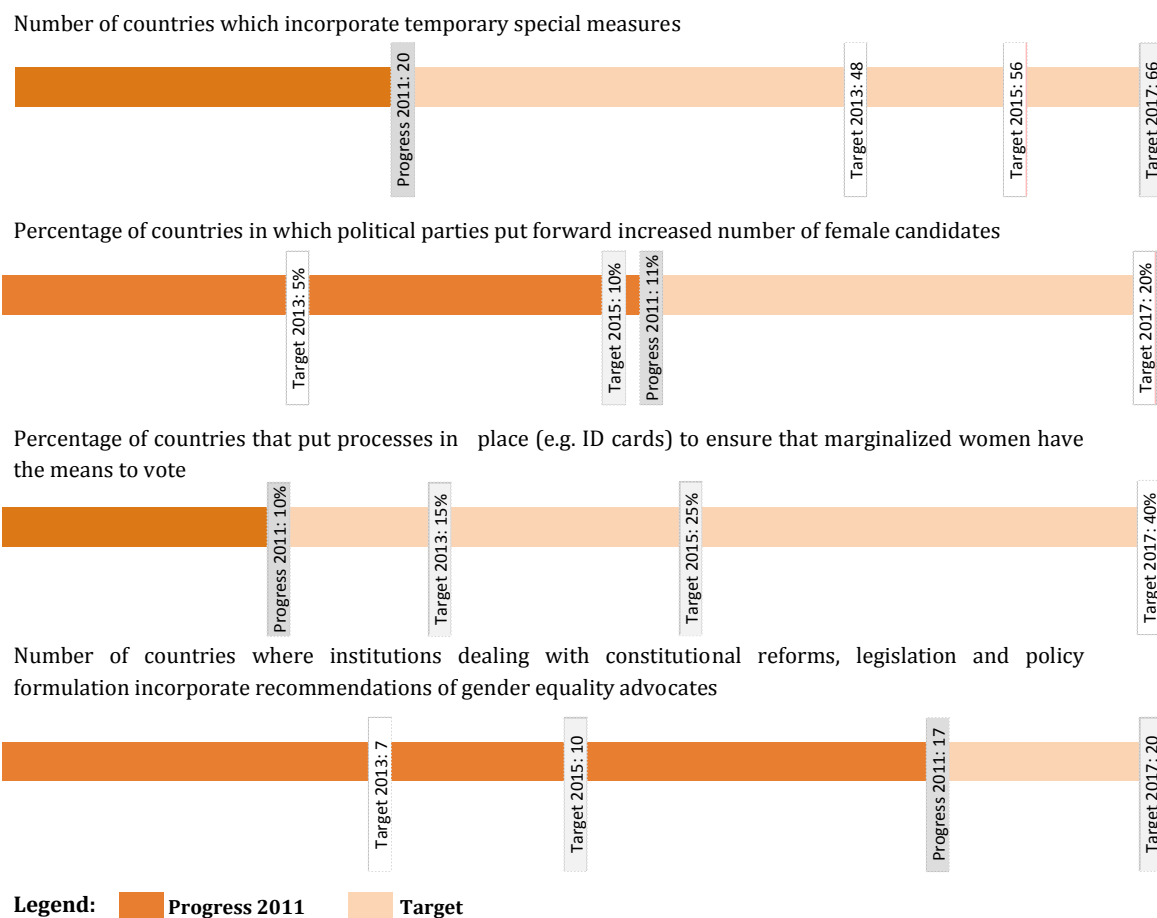 Number of countries which incorporate temporary special measures
Progress 2011: 20
Target 2013: 48
Target 2015: 56
Target 2017: 66
Percentage of countries in which political parties put forward increased number of female candidates
Target 2013: 5%
Target 2015: 10%
Progress 2011: 11%
Target 2017: 20%
Percentage of countries that put processes in place (e.g. ID cards) to ensure that marginalized women have
the means to vote
Progress 2011: 10%
Target 2013: 15%
Target 2015: 25%
Target 2017: 40%
Number of countries where institutions dealing with constitutional reforms, legislation and policy
formulation incorporate recommendations of gender equality advocates
Target 2013: 7
Target 2015: 10
Progress 2011: 17
Target 2017: 20
Legend: Progress 2011 Target